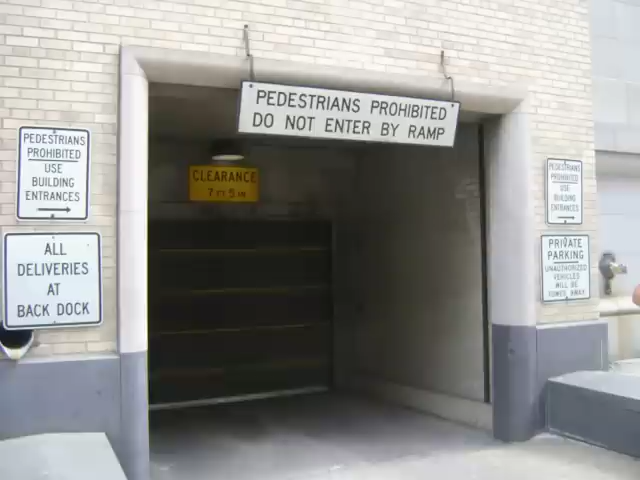 PEDESTRIANS PROHIBITED
DO NOT ENTER BY RAMP
CLEARANCE
7 FT 5 IN
PEDESTRIANS
PROHIBITED
USE
BUILDING
ENTRANCES
ALL
DELIVERIES
AT
BACK DOCK
PEDESTRIANS
PROHIBITED
USE
BUILDING
ENTRANCES
PRIVATE
PARKING
UNAUTHORIZED
VEHICLES
WILL BE
TOWED AWAY